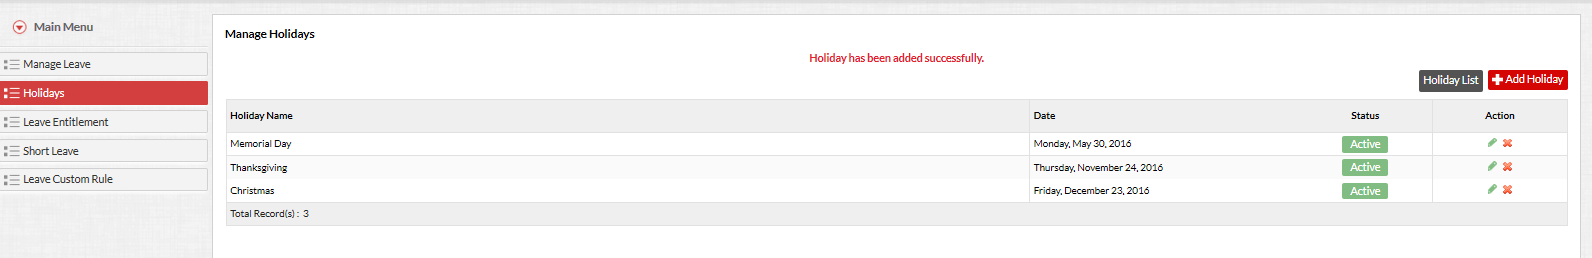 Main Menu
Manage Leave
Holidays
Leave Entitlement
Short Leave
Leave Custom Rule
Manage Holidays
Holiday has been added successfully.
Holiday List Add Holiday
Holiday Name Date Status Action
Memorial Day Monday, May 30, 2016 Active
Thanksgiving Thursday, November 24, 2016 Active
Christmas Friday, December 23, 2016 Active
Total Record(s) : 3